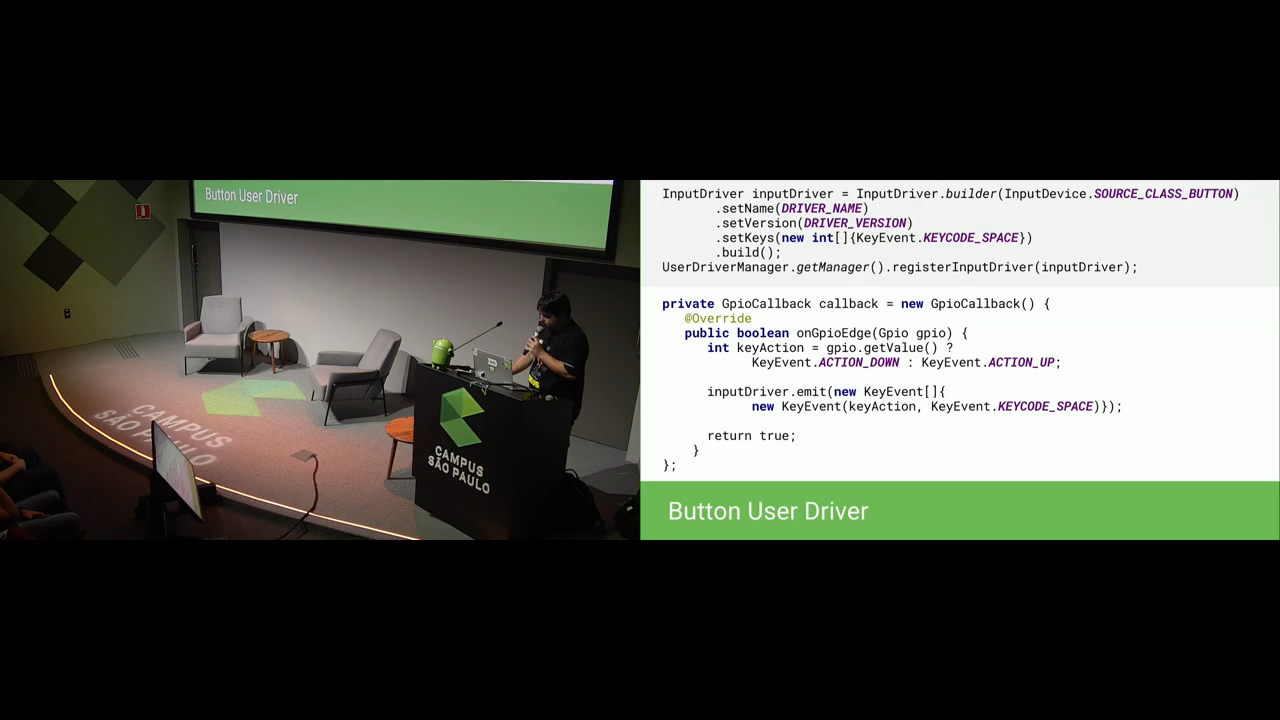 Button User Driver
CAMPUS
SÃO PAULO
CAMPUS
SÃO PAULO
InputDriver inputDriver = InputDriver.builder(InputDevice.SOURCE_CLASS_BUTTON)
.setName(DRIVER_NAME)
.setVersion(DRIVER_VERSION)
.setKeys(new int[]{KeyEvent.KEYCODE_SPACE})
.build();
UserDriverManager.getManager().registerInputDriver(inputDriver);
private GpioCallback callback = new GpioCallback() {
@Override
public boolean onGpioEdge(Gpio gpio) {
int keyAction = gpio.getValue() ?
KeyEvent.ACTION_DOWN : KeyEvent.ACTION_UP;
inputDriver.emit(new KeyEvent[]{
new KeyEvent(keyAction, KeyEvent.KEYCODE_SPACE)});
return true;
}
};
Button User Driver